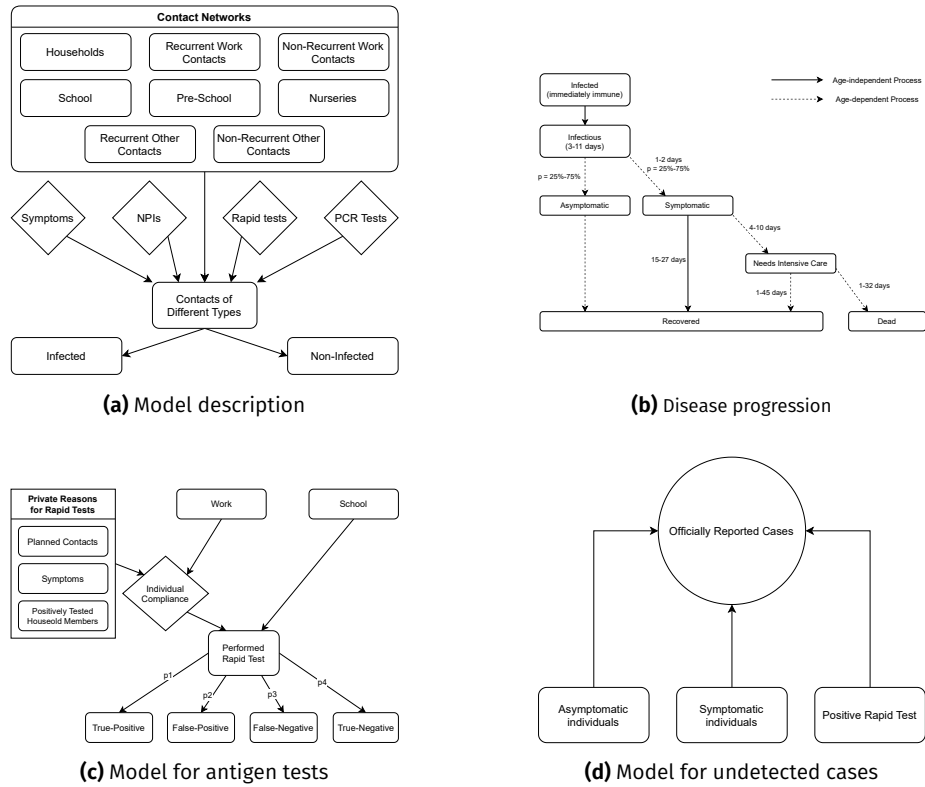 Contact Networks
Households
Recurrent Work
Contacts
Non-Recurrent Work
Contacts
School
Pre-School
Nurseries
Recurrent Other
Contacts
Non-Recurrent Other
Contacts
Symptoms
NPIs
Rapid tests
PCR Tests
Contacts of
Different Types
Infected
Non-Infected
(a) Model description
Infected
(immediately immune)
Age-independent Process
Age-dependent Process
Infectious
(3-11 days)
p = 25%-75%
1-2 days
p = 25%-75%
Asymptomatic
Symptomatic
4-10 days
15-27 days
Needs Intensive Care
1-45 days
1-32 days
Recovered
Dead
(b) Disease progression
Private Reasons
for Rapid Tests
Planned Contacts
Symptoms
Positively Tested
Houseold Members
Work
School
Individual
Compliance
Performed
Rapid Test
p1
p2
p3
p4
True-Positive
False-Positive
False-Negative
True-Negative
(c) Model for antigen tests
Officially Reported Cases
Asymptomatic
individuals
Symptomatic
individuals
Positive Rapid Test
(d) Model for undetected cases